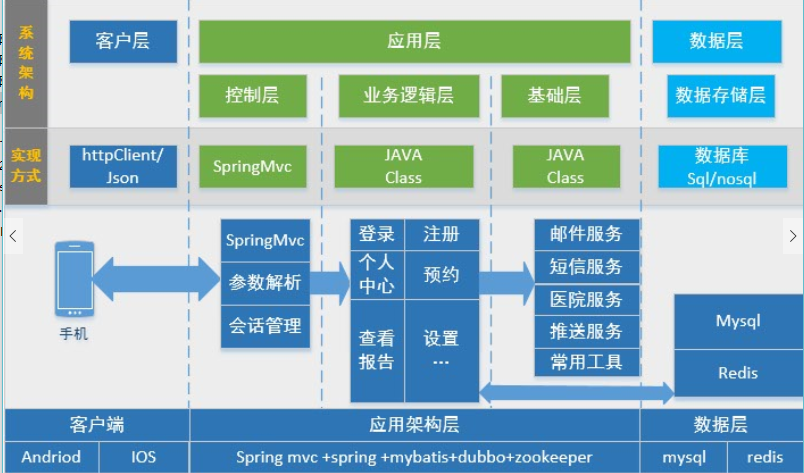 系统架构
客户层
应用层
数据层
控制层
业务逻辑层
基础层
数据存储层
实现
方式
httpClient/
Json
SpringMvc
JAVA
Class
JAVA
Class
数据库
Sql/nosql
手机
SpringMvc
参数解析
会话管理
登录
注册
个人
中心
预约
查看
报告
设置
...
邮件服务
短信服务
医院服务
推送服务
常用工具
Mysql
Redis
客户端
应用架构层
数据层
Andriod
IOS
Spring mvc +spring +mybatis+dubbo+zookeeper
mysql
redis